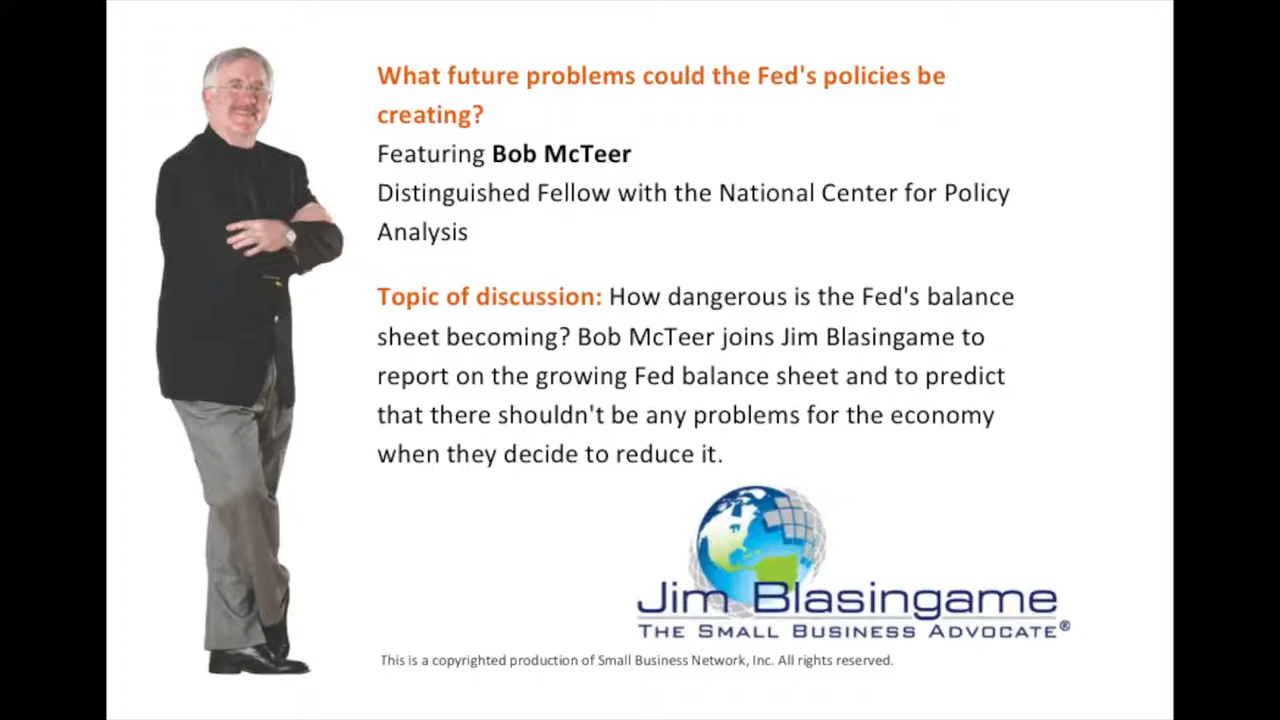 What future problems could the Fed's policies be
creating?
Featuring Bob McTeer
Distinguished Fellow with the National Center for Policy
Analysis
Topic of discussion: How dangerous is the Fed's balance
sheet becoming? Bob McTeer joins Jim Blasingame to
report on the growing Fed balance sheet and to predict
that there shouldn't be any problems for the economy
when they decide to reduce it.
Jim Blasingame
THE SMALL BUSINESS ADVOCATE®
This is a copyrighted production of Small Business Network, Inc. All rights reserved.